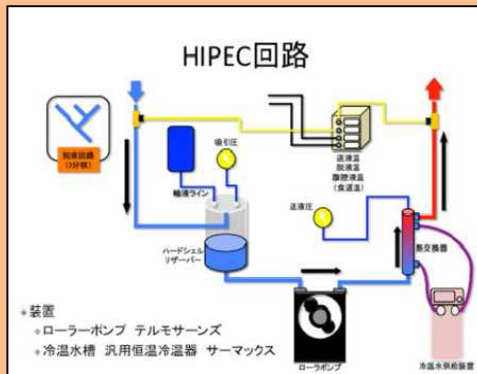 HIPEC回路
脱液回路
(3分枝)
吸引圧
輸液ライン
送液温
脱液温
腹腔液温
(食道温)
送液圧
ハードシェル
リザーバー
熱交換器
ローラポンプ
冷温水供給装置
装置
ローラーポンプ テルモサーンズ
冷温水槽 汎用恒温冷温器 サーマックス